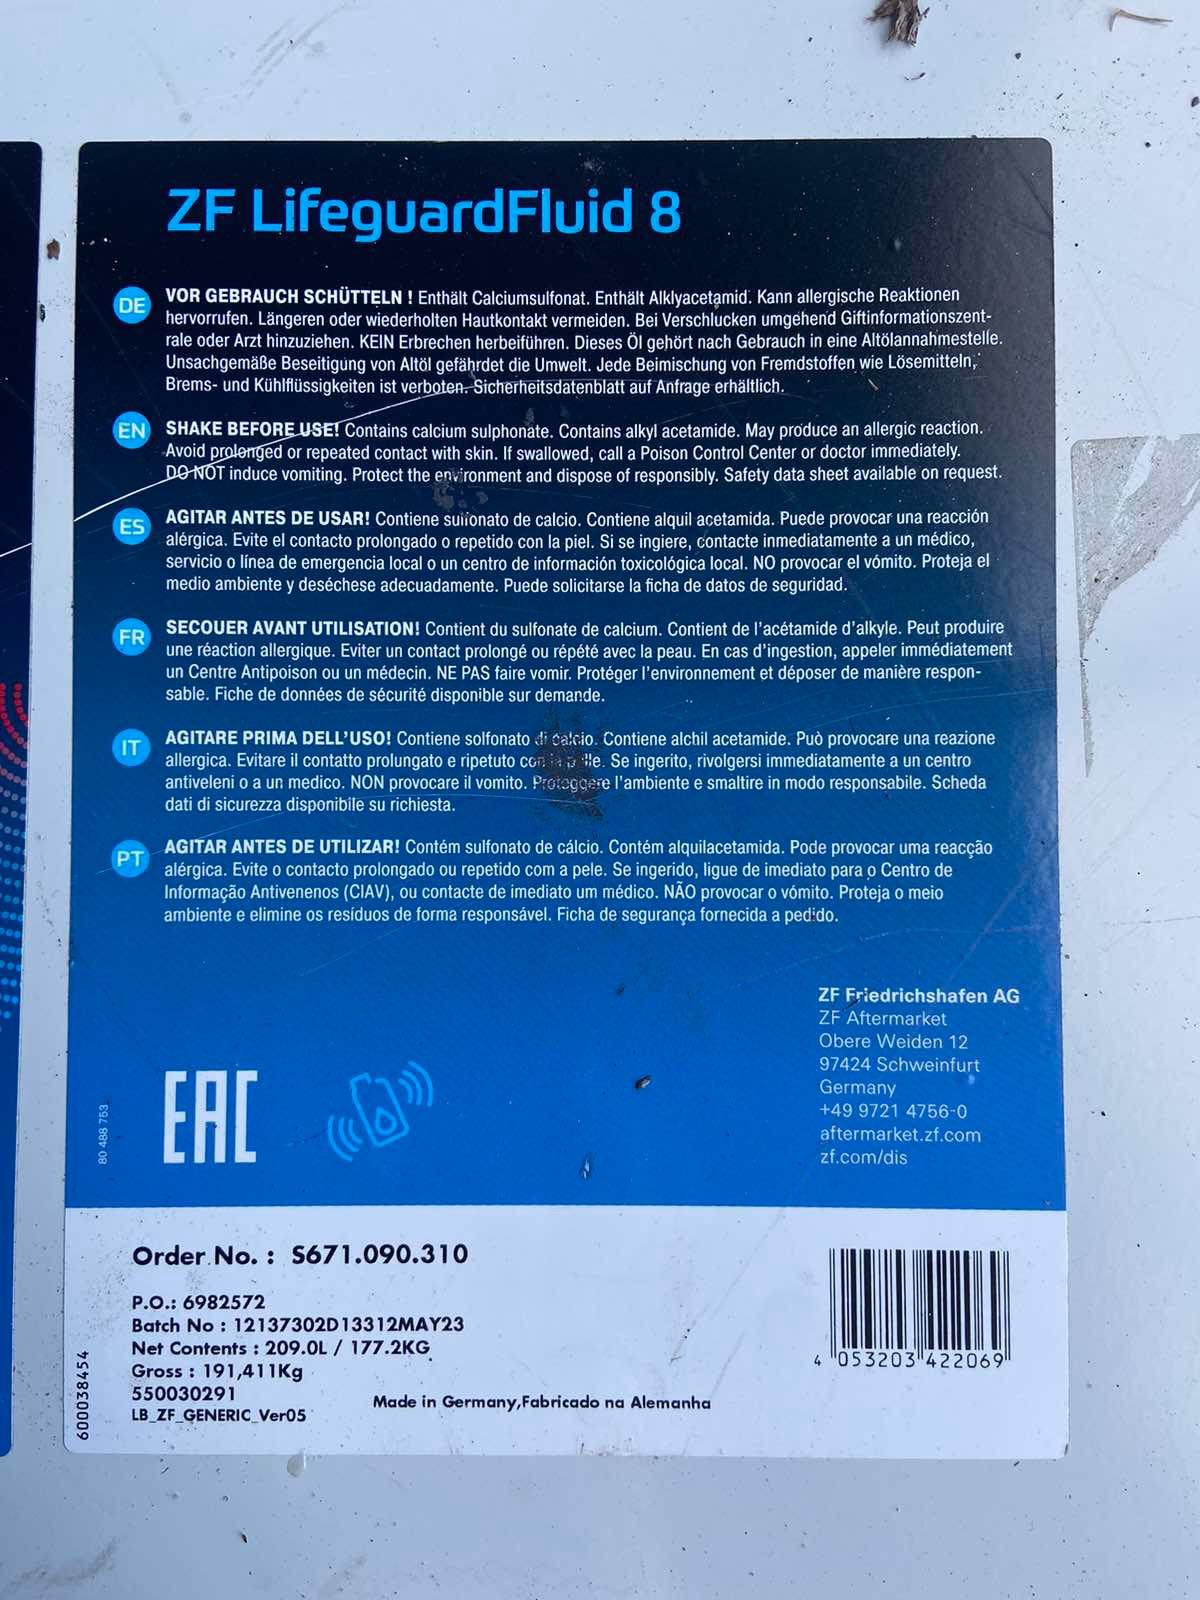 ZF LifeguardFluid 8
DE
VOR GEBRAUCH SCHÜTTELN ! Enthält Calciumsulfonat. Enthält Alklyacetamid. Kann allergische Reaktionen
hervorrufen. Längeren oder wiederholten Hautkontakt vermeiden. Bei Verschlucken umgehend Giftinformationszent-
rale oder Arzt hinzuziehen. KEIN Erbrechen herbeiführen. Dieses Öl gehört nach Gebrauch in eine Altölannahmestelle.
Unsachgemäße Beseitigung von Altöl gefährdet die Umwelt. Jede Beimischung von Fremdstoffen wie Lösemitteln,
Brems- und Kühlflüssigkeiten ist verboten. Sicherheitsdatenblatt auf Anfrage erhältlich.
EN
SHAKE BEFORE USE! Contains calcium sulphonate. Contains alkyl acetamide. May produce an allergic reaction.
Avoid prolonged or repeated contact with skin. If swallowed, call a Poison Control Center or doctor immediately.
DO NOT induce vomiting. Protect the environment and dispose of responsibly. Safety data sheet available on request.
ES
AGITAR ANTES DE USAR! Contiene sulfonato de calcio. Contiene alquil acetamida. Puede provocar una reacción
alérgica. Evite el contacto prolongado o repetido con la piel. Si se ingiere, contacte inmediatamente a un médico,
servicio o línea de emergencia local o un centro de información toxicológica local. NO provocar el vómito. Proteja el
medio ambiente y deséchese adecuadamente. Puede solicitarse la ficha de datos de seguridad.
FR
SECOUER AVANT UTILISATION! Contient du sulfonate de calcium. Contient de l'acétamide d'alkyle. Peut produire
une réaction allergique. Eviter un contact prolongé ou répété avec la peau. En cas d'ingestion, appeler immédiatement
un Centre Antipoison ou un médecin. NE PAS faire vomir. Protéger l'environnement et déposer de manière respon-
sable. Fiche de données de sécurité disponible sur demande.
IT
AGITARE PRIMA DELL'USO! Contiene solfonato di calcio. Contiene alchil acetamide. Può provocare una reazione
allergica. Evitare il contatto prolungato e ripetuto con la pelle. Se ingerito, rivolgersi immediatamente a un centro
antiveleni o a un medico. NON provocare il vomito. Proteggere l'ambiente e smaltire in modo responsabile. Scheda
dati di sicurezza disponibile su richiesta.
PT
AGITAR ANTES DE UTILIZAR! Contém sulfonato de cálcio. Contém alquilacetamida. Pode provocar uma reacção
alérgica. Evite o contacto prolongado ou repetido com a pele. Se ingerido, ligue de imediato para o Centro de
Informação Antivenenos (CIAV), ou contacte de imediato um médico. NÃO provocar o vómito. Proteja o meio
ambiente e elimine os resíduos de forma responsável. Ficha de segurança fornecida a pedido.
ZF Friedrichshafen AG
ZF Aftermarket
Obere Weiden 12
97424 Schweinfurt
Germany
+49 9721 4756-0
aftermarket.zf.com
zf.com/dis
80 488 753
EAC
Order No. : S671.090.310
P.O.: 6982572
Batch No : 12137302D13312MAY23
Net Contents : 209.0L / 177.2KG
Gross : 191,411Kg
550030291
LB_ZF_GENERIC_Ver05
Made in Germany,Fabricado na Alemanha
600038454
4 053203 422069